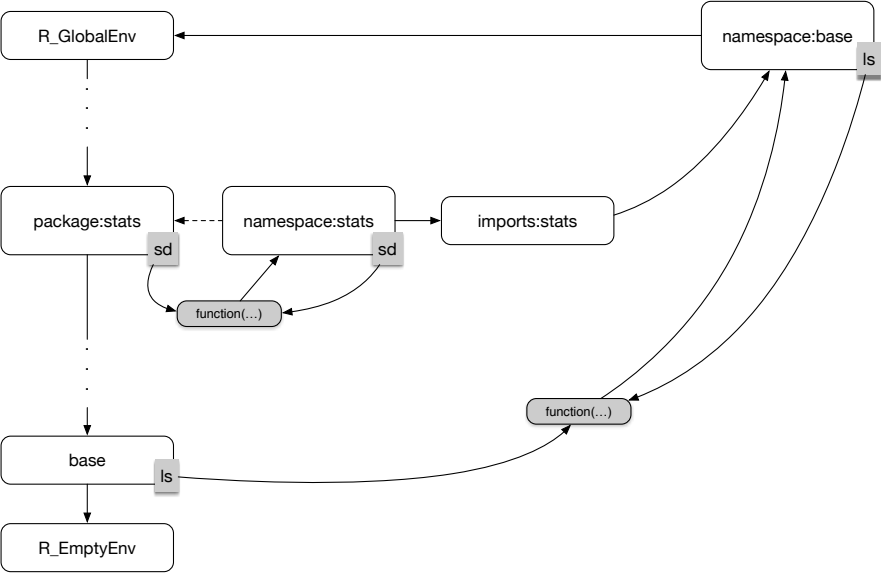 R_GlobalEnv
namespace:base
ls
package:stats
namespace:stats
imports:stats
sd
sd
function(…)
function(…)
base
ls
R_EmptyEnv